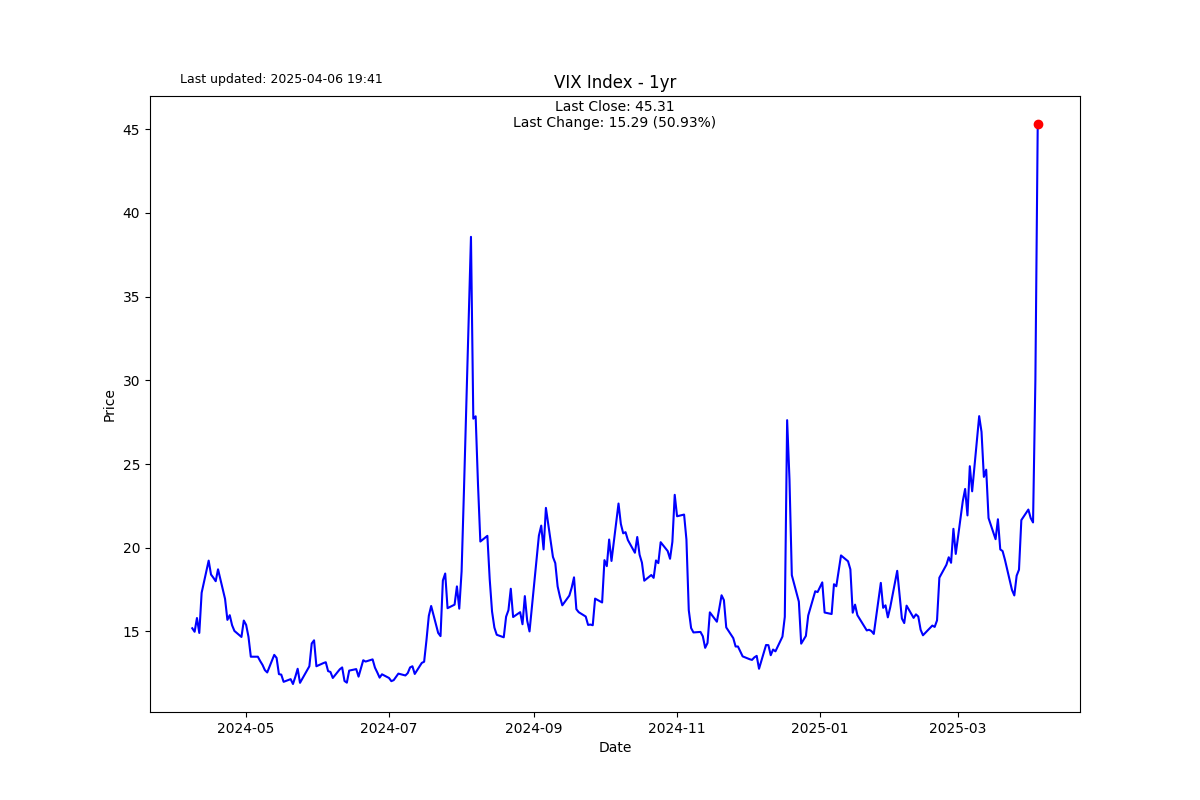 Last updated: 2025-04-06 19:41
VIX Index - 1yr
Last Close: 45.31
Last Change: 15.29 (50.93%)
45
40
35
30
25
20
15
Price
2024-05
2024-07
2024-09
2024-11
2025-01
2025-03
Date